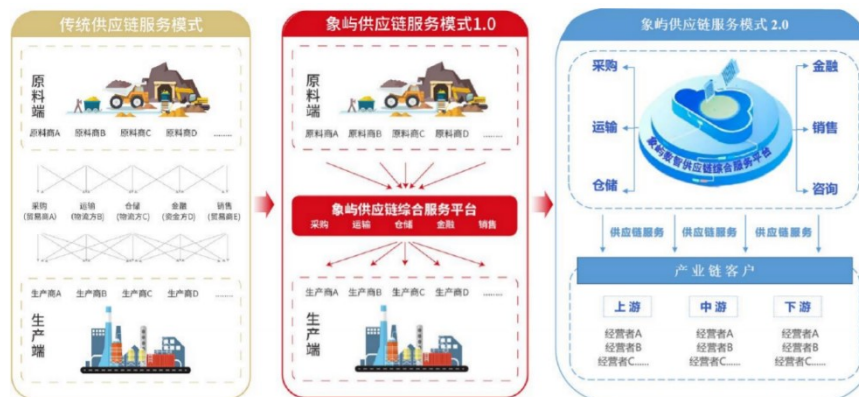 传统供应链服务模式
原料端
原料商A 原料商B 原料商C 原料商D ………
采购 运输 仓储 金融 销售
(贸易商A) (物流方B) (物流方C) (资金方D) (贸易商E)
生产商A 生产商B 生产商C 生产商D ………
生产端
象屿供应链服务模式1.0
原料端
原料商A 原料商B 原料商C 原料商D ………
象屿供应链综合服务平台
采购 运输 仓储 金融 销售
生产商A 生产商B 生产商C 生产商D ………
生产端
象屿供应链服务模式 2.0
采购 金融
运输 销售
仓储 咨询
象屿数智供应链综合服务平台
供应链服务 供应链服务 供应链服务
产业链客户
上游 中游 下游
经营者A 经营者A 经营者A
经营者B 经营者B 经营者B
经营者C…… 经营者C…… 经营者C……